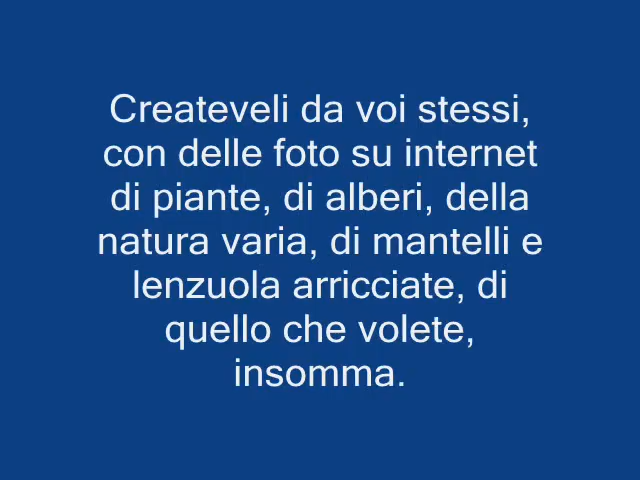 Createveli da voi stessi,
con delle foto su internet
di piante, di alberi, della
natura varia, di mantelli e
lenzuola arricciate, di
quello che volete,
insomma.